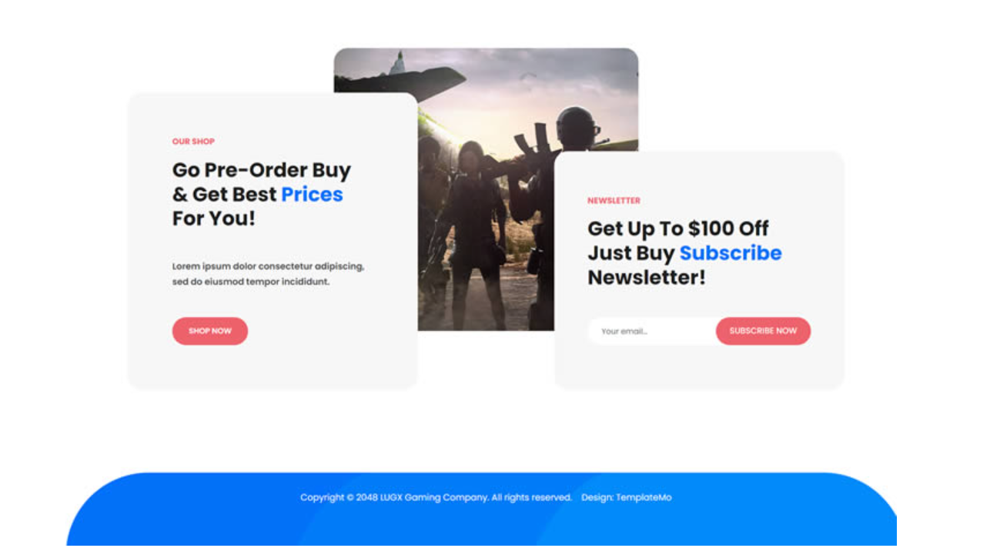 OUR SHOP
Go Pre-Order Buy
& Get Best Prices
For You!
Lorem ipsum dolor consectetur adipiscing,
sed do eiusmod tempor incididunt.
SHOP NOW
NEWSLETTER
Get Up To $100 Off
Just Buy Subscribe
Newsletter!
Your email...
SUBSCRIBE NOW
Copyright © 2048 LUGX Gaming Company. All rights reserved. Design: TemplateMo